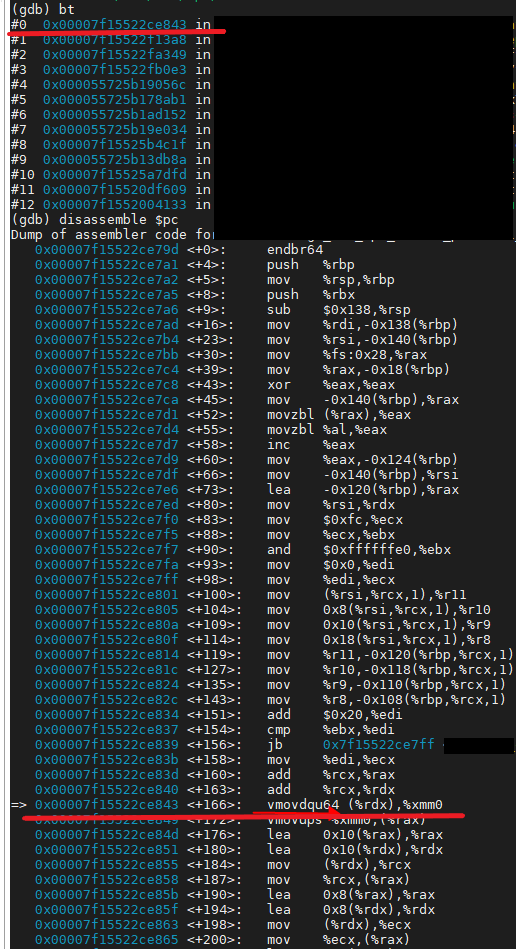 (gdb) bt
#0 0x00007f15522ce843 in
#1 0x00007f15522f13a8 in
#2 0x00007f15522fa349 in
#3 0x00007f15522fb0e3 in
#4 0x000055725b19056c in
#5 0x000055725b178ab1 in
#6 0x000055725b1ad152 in
#7 0x000055725b19e034 in
#8 0x00007f15525b4c1f in
#9 0x000055725b13db8a in
#10 0x00007f15525a7dfd in
#11 0x00007f15520df609 in
#12 0x00007f1552004133 in
(gdb) disassemble $pc
Dump of assembler code for
0x00007f15522ce79d <+0>: endbr64
0x00007f15522ce7a1 <+4>: push %rbp
0x00007f15522ce7a2 <+5>: mov %rsp,%rbp
0x00007f15522ce7a5 <+8>: push %rbx
0x00007f15522ce7a6 <+9>: sub $0x138,%rsp
0x00007f15522ce7ad <+16>: mov %rdi,-0x138(%rbp)
0x00007f15522ce7b4 <+23>: mov %rsi,-0x140(%rbp)
0x00007f15522ce7bb <+30>: mov %fs:0x28,%rax
0x00007f15522ce7c4 <+39>: mov %rax,-0x18(%rbp)
0x00007f15522ce7c8 <+43>: xor %eax,%eax
0x00007f15522ce7ca <+45>: mov -0x140(%rbp),%rax
0x00007f15522ce7d1 <+52>: movzbl (%rax),%eax
0x00007f15522ce7d4 <+55>: movzbl %al,%eax
0x00007f15522ce7d7 <+58>: inc %eax
0x00007f15522ce7d9 <+60>: mov %eax,-0x124(%rbp)
0x00007f15522ce7df <+66>: mov -0x140(%rbp),%rsi
0x00007f15522ce7e6 <+73>: lea -0x120(%rbp),%rax
0x00007f15522ce7ed <+80>: mov %rsi,%rdx
0x00007f15522ce7f0 <+83>: mov $0xfc,%ecx
0x00007f15522ce7f5 <+88>: mov %ecx,%ebx
0x00007f15522ce7f7 <+90>: and $0xffffffe0,%ebx
0x00007f15522ce7fa <+93>: mov $0x0,%edi
0x00007f15522ce7ff <+98>: mov %edi,%ecx
0x00007f15522ce801 <+100>: mov (%rsi,%rcx,1),%r11
0x00007f15522ce805 <+104>: mov 0x8(%rsi,%rcx,1),%r10
0x00007f15522ce80a <+109>: mov 0x10(%rsi,%rcx,1),%r9
0x00007f15522ce80f <+114>: mov 0x18(%rsi,%rcx,1),%r8
0x00007f15522ce814 <+119>: mov %r11,-0x120(%rbp,%rcx,1)
0x00007f15522ce81c <+127>: mov %r10,-0x118(%rbp,%rcx,1)
0x00007f15522ce824 <+135>: mov %r9,-0x110(%rbp,%rcx,1)
0x00007f15522ce82c <+143>: mov %r8,-0x108(%rbp,%rcx,1)
0x00007f15522ce834 <+151>: add $0x20,%edi
0x00007f15522ce837 <+154>: cmp %ebx,%edi
0x00007f15522ce839 <+156>: jb 0x7f15522ce7ff
0x00007f15522ce83b <+158>: mov %edi,%ecx
0x00007f15522ce83d <+160>: add %rcx,%rax
0x00007f15522ce840 <+163>: add %rcx,%rdx
=> 0x00007f15522ce843 <+166>: vmovdqu64 (%rdx),%xmm0
0x00007f15522ce849 <+172>: vmovups %xmm0,(%rax)
0x00007f15522ce84d <+176>: lea 0x10(%rax),%rax
0x00007f15522ce851 <+180>: lea 0x10(%rdx),%rdx
0x00007f15522ce855 <+184>: mov (%rdx),%rcx
0x00007f15522ce858 <+187>: mov %rcx,(%rax)
0x00007f15522ce85b <+190>: lea 0x8(%rax),%rax
0x00007f15522ce85f <+194>: lea 0x8(%rdx),%rdx
0x00007f15522ce863 <+198>: mov (%rdx),%ecx
0x00007f15522ce865 <+200>: mov %ecx,(%rax)